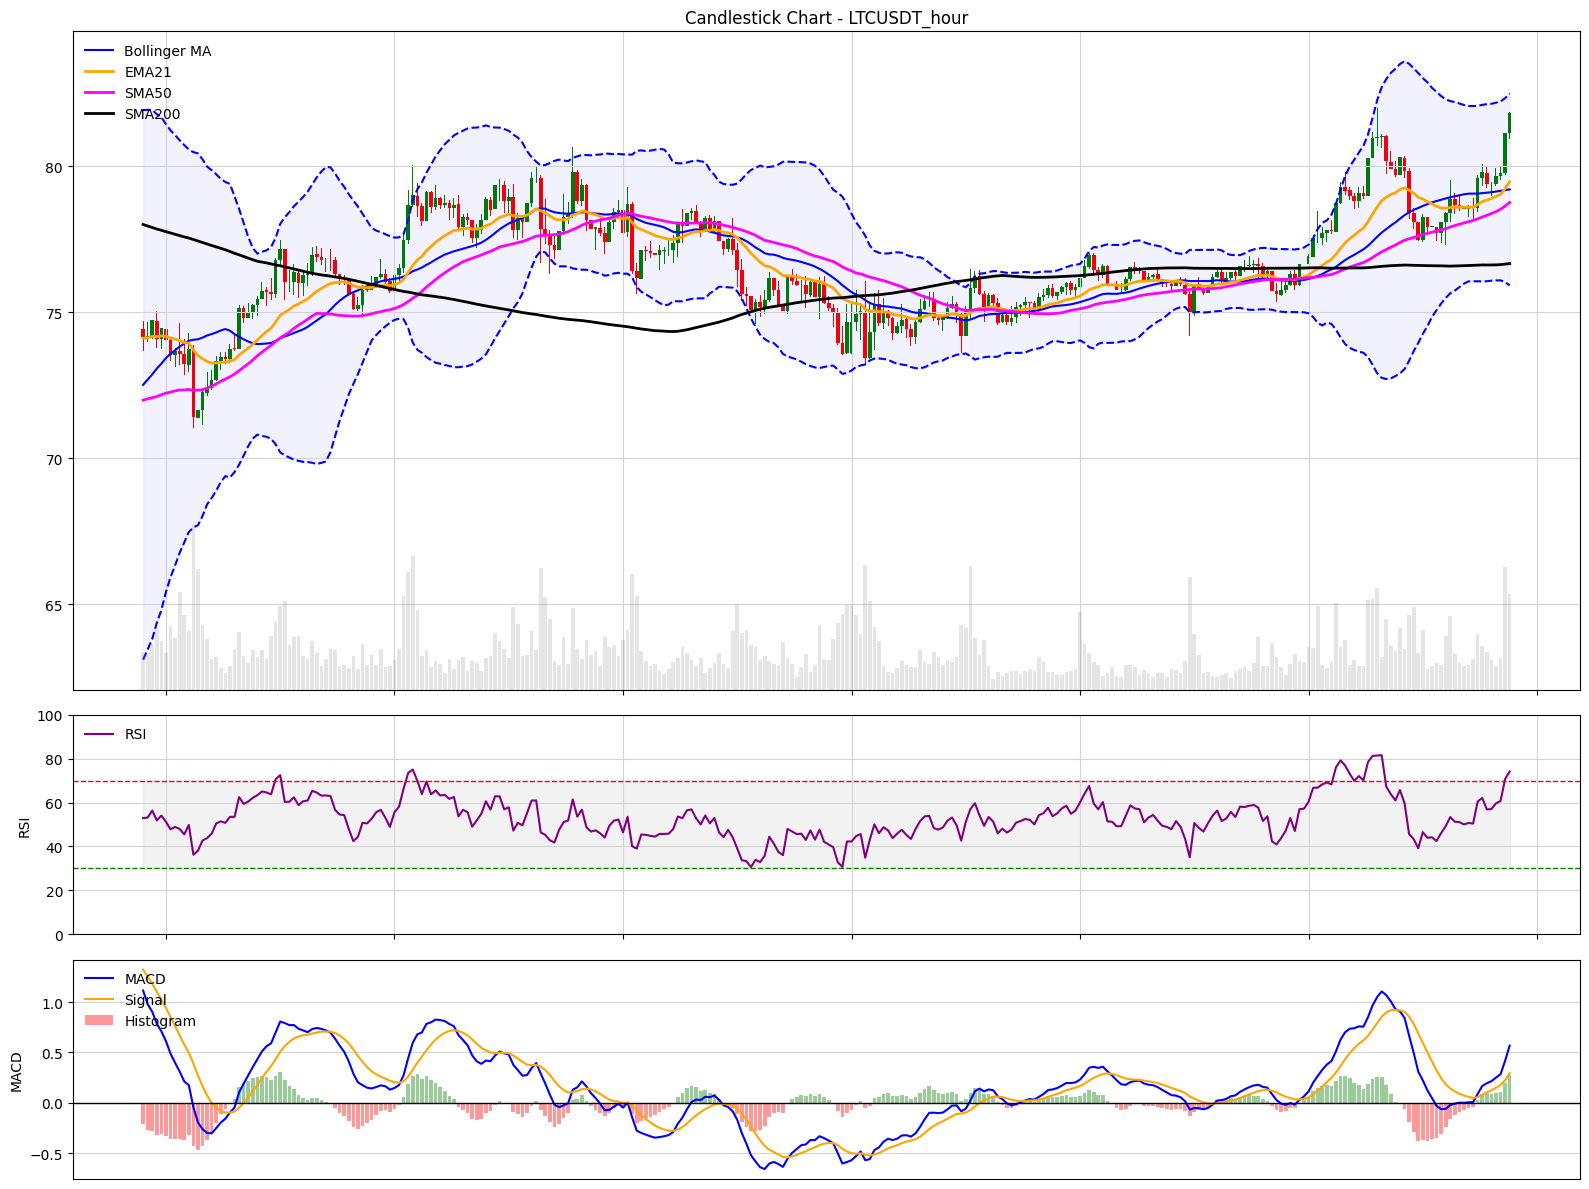 Candlestick Chart - LTCUSDT_hour
Bollinger MA
EMA21
SMA50
SMA200
80
75
70
65
100
80
60
40
20
0
RSI
RSI
1.0
0.5
0.0
−0.5
MACD
MACD
Signal
Histogram